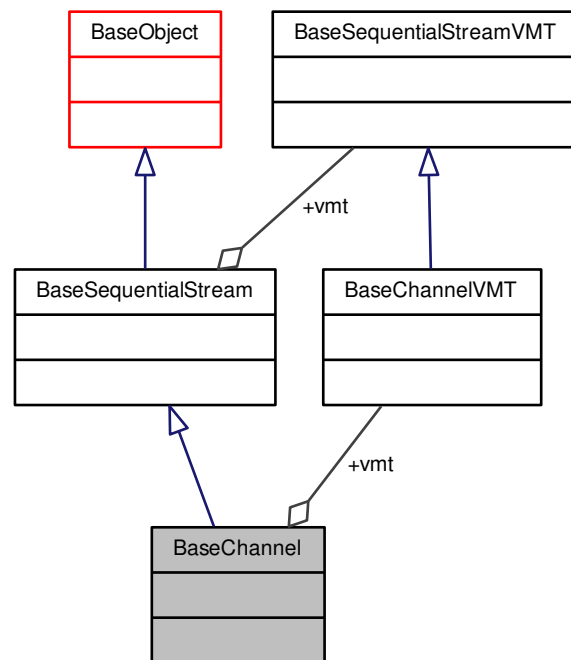 BaseObject
BaseSequentialStreamVMT
+vmt
BaseSequentialStream
BaseChannelVMT
+vmt
BaseChannel